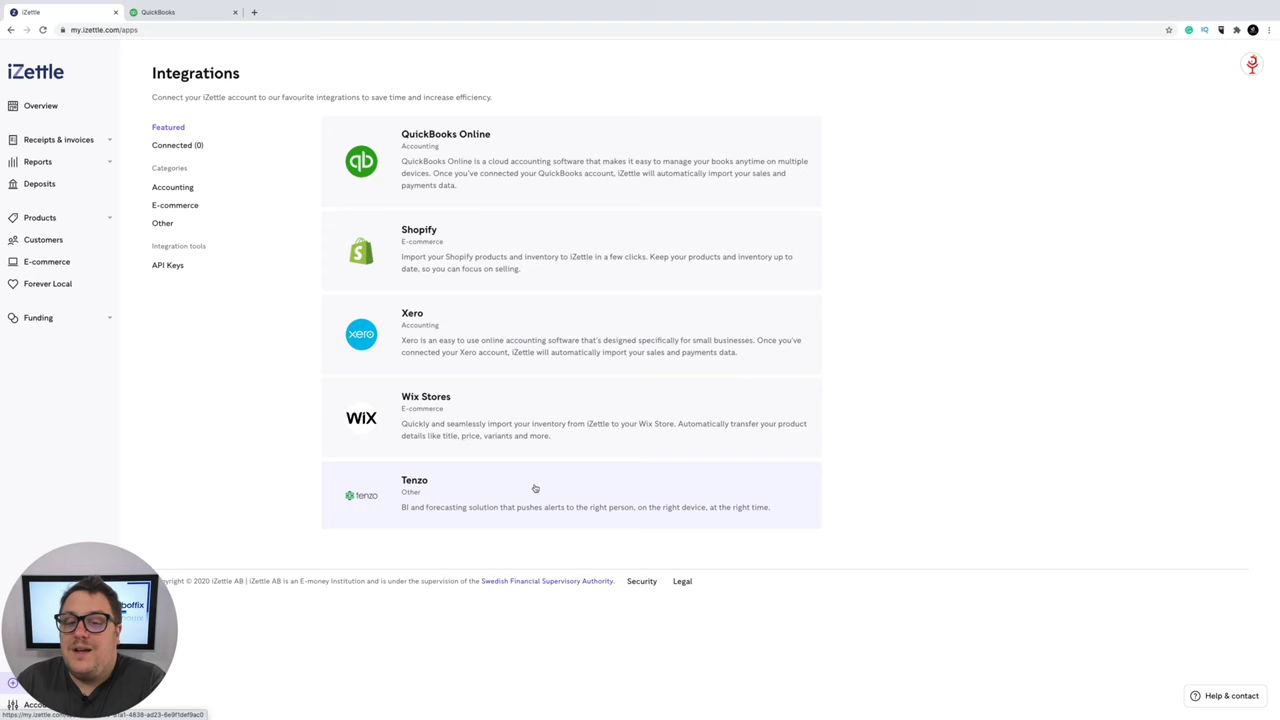 iZettle
QuickBooks
my.izettle.com/apps
iZettle
Overview
Receipts & invoices
Reports
Deposits
Products
Customers
E-commerce
Forever Local
Funding
Integrations
Connect your iZettle account to our favourite integrations to save time and increase efficiency.
Featured
Connected (0)
Categories
Accounting
E-commerce
Other
Integration tools
API Keys
qb
QuickBooks Online
Accounting
QuickBooks Online is a cloud accounting software that makes it easy to manage your books anytime on multiple
devices. Once you've connected your QuickBooks account, iZettle will automatically import your sales and
payments data.
Shopify
E-commerce
Import your Shopify products and inventory to iZettle in a few clicks. Keep your products and inventory up to
date, so you can focus on selling.
xero
Xero
Accounting
Xero is an easy to use online accounting software that's designed specifically for small businesses. Once you've
connected your Xero account, iZettle will automatically import your sales and payments data.
WiX
Wix Stores
E-commerce
Quickly and seamlessly import your inventory from iZettle to your Wix Store. Automatically transfer your product
details like title, price, variants and more.
tenzo
Tenzo
Other
BI and forecasting solution that pushes alerts to the right person, on the right device, at the right time.
2020 iZettle AB | iZettle AB is an E-money Institution and is under the supervision of the Swedish Financial Supervisory Authority.
Security
Legal
Help & contact